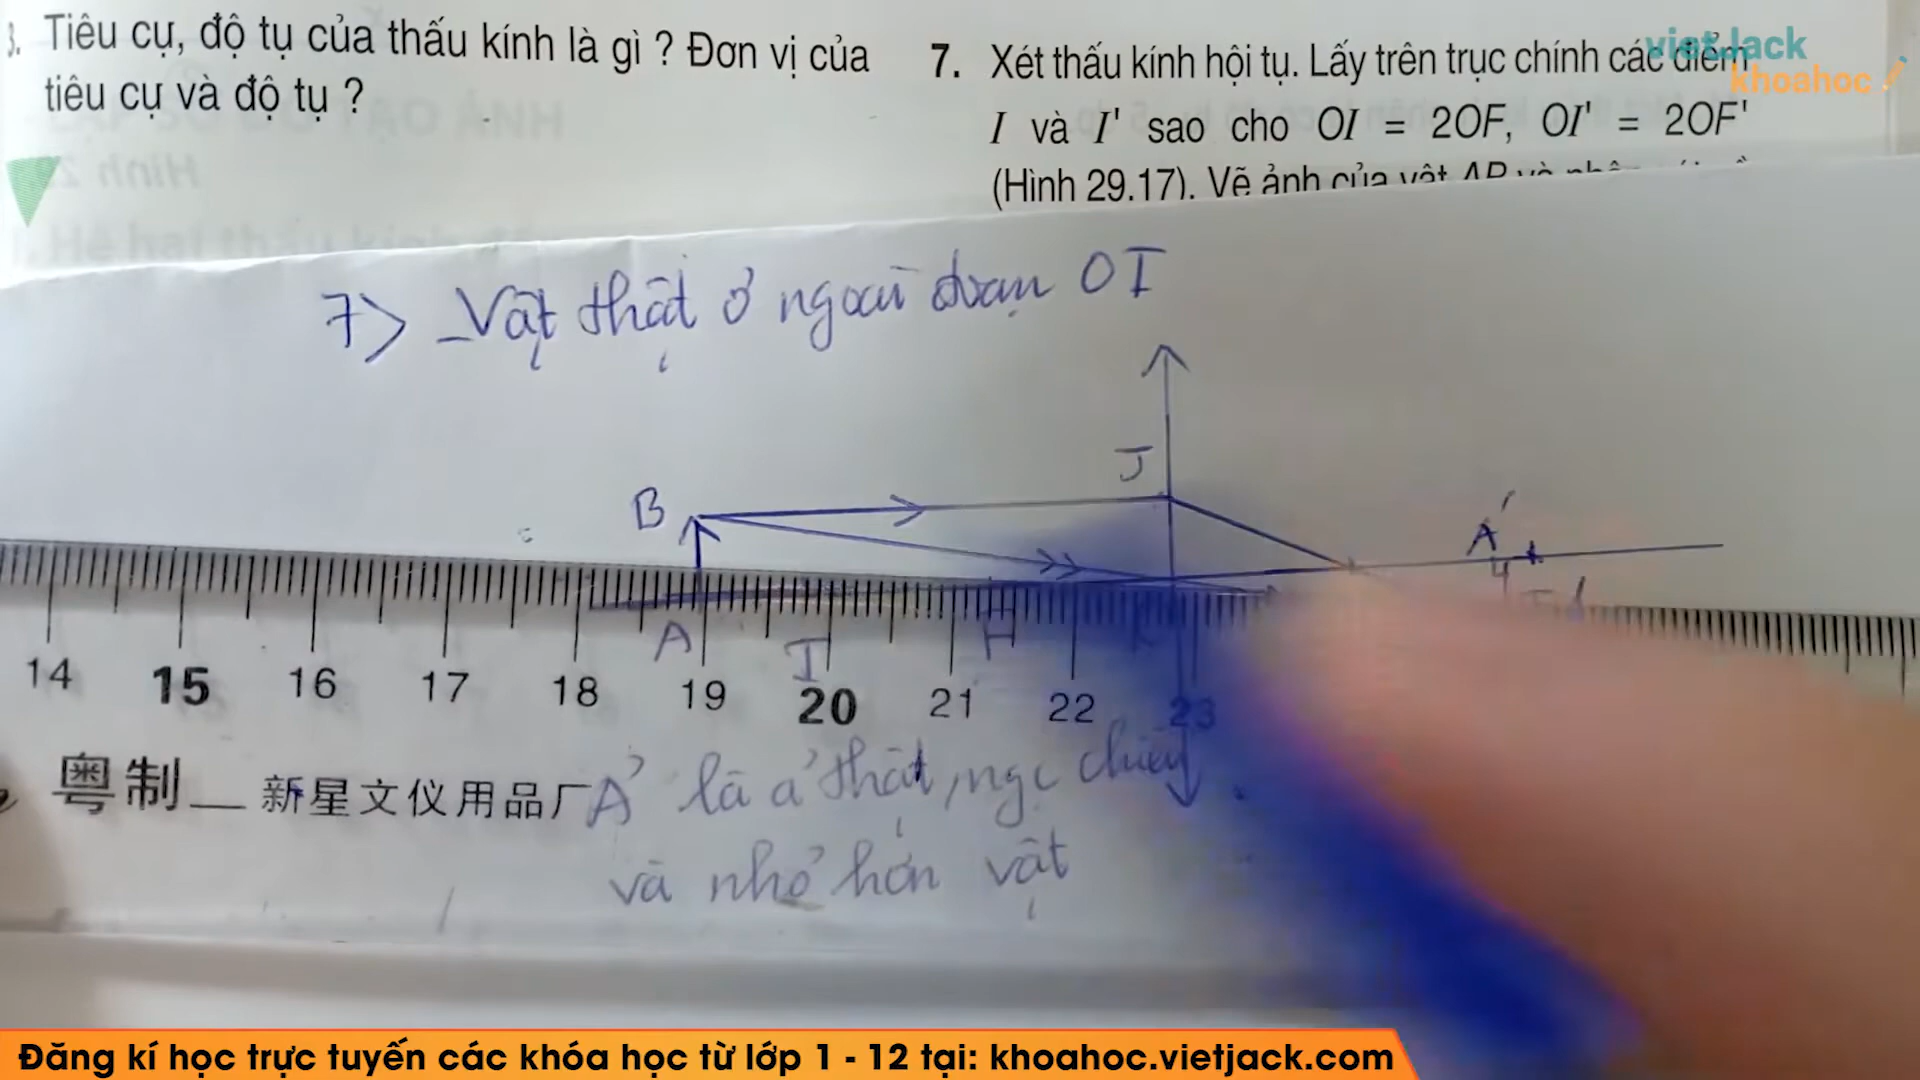 3. Tiêu cự, độ tụ của thấu kính là gì ? Đơn vị của
tiêu cự và độ tụ ?
7. Xét thấu kính hội tụ. Lấy trên trục chính các điểm
I và I' sao cho OI = 2OF, OI' = 2OF'
(Hình 29.17). Vẽ ảnh của vật AB và
vietJack
khoahoc
7> _Vật thật ở ngoài đoạn OI
J
B
A'
A
I
H
14 15 16 17 18 19 20 21 22 23
粤制 — 新星文仪用品厂
A' là ả' thật, ngc chiều
và nhỏ hơn vật
Đăng kí học trực tuyến các khóa học từ lớp 1 - 12 tại: khoahoc.vietjack.com